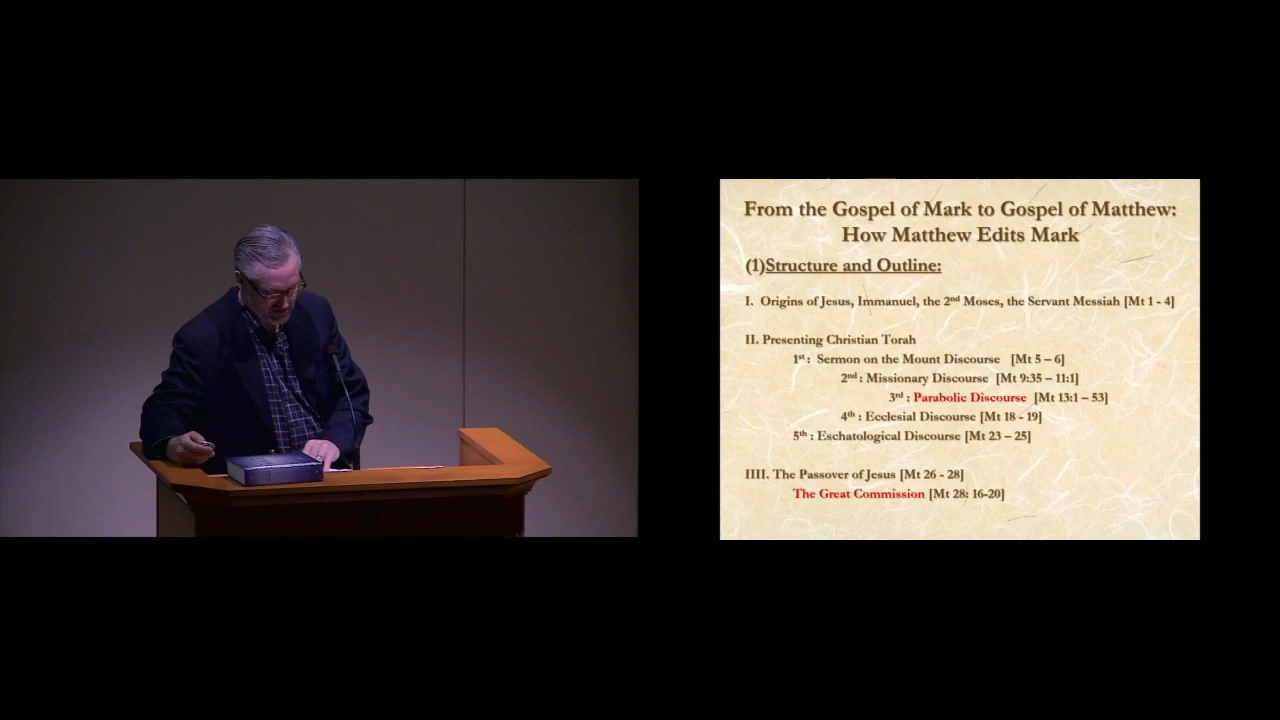 From the Gospel of Mark to Gospel of Matthew:
How Matthew Edits Mark
(1)Structure and Outline:
I. Origins of Jesus, Immanuel, the 2nd Moses, the Servant Messiah [Mt 1 - 4]
II. Presenting Christian Torah
1st : Sermon on the Mount Discourse [Mt 5 – 6]
2nd : Missionary Discourse [Mt 9:35 – 11:1]
3rd : Parabolic Discourse [Mt 13:1 – 53]
4th : Ecclesial Discourse [Mt 18 - 19]
5th : Eschatological Discourse [Mt 23 – 25]
IIII. The Passover of Jesus [Mt 26 - 28]
The Great Commission [Mt 28: 16-20]